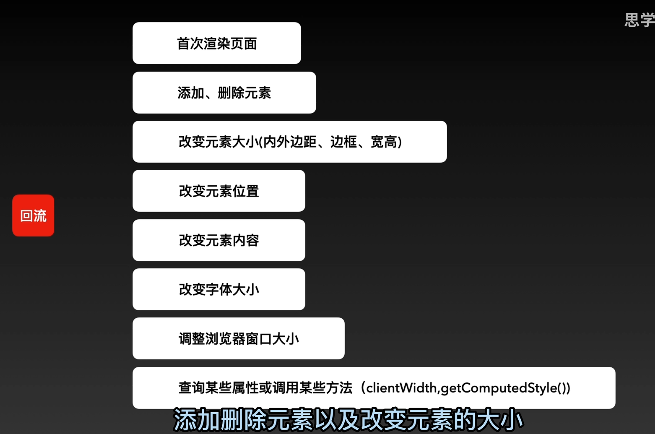 思学
首次渲染页面
添加、删除元素
改变元素大小(内外边距、边框、宽高)
改变元素位置
回流
改变元素内容
改变字体大小
调整浏览器窗口大小
查询某些属性或调用某些方法（clientWidth,getComputedStyle())
添加删除元素以及改变元素的大小